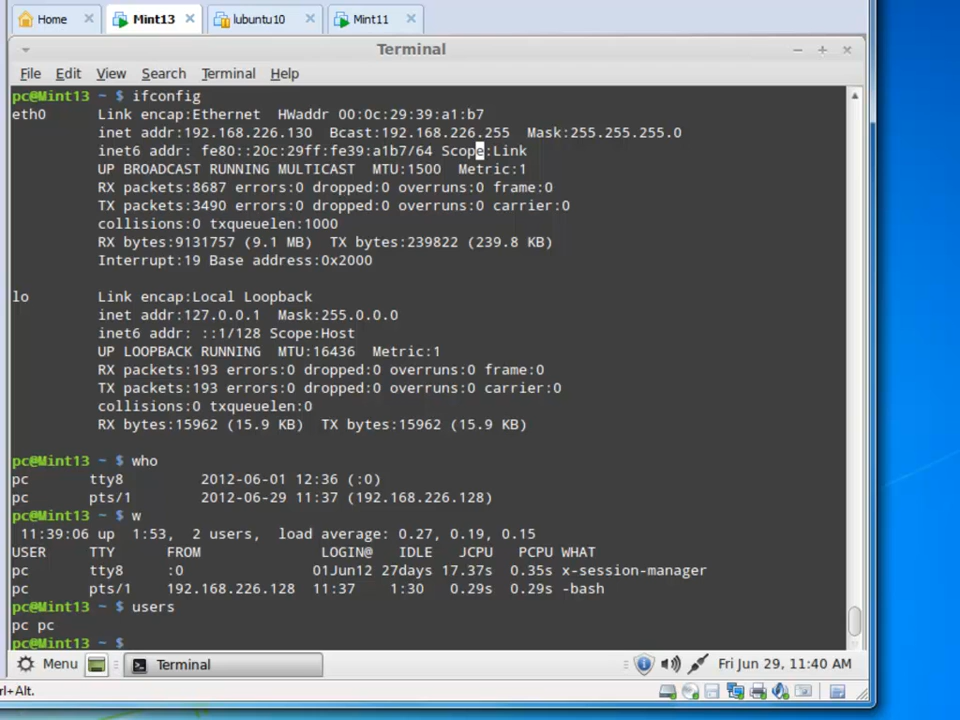 Home Mint13 lubuntu10 Mint11
Terminal
File Edit View Search Terminal Help
pc@Mint13 ~ $ ifconfig
eth0 Link encap:Ethernet HWaddr 00:0c:29:39:a1:b7
inet addr:192.168.226.130 Bcast:192.168.226.255 Mask:255.255.255.0
inet6 addr: fe80::20c:29ff:fe39:a1b7/64 Scope:Link
UP BROADCAST RUNNING MULTICAST MTU:1500 Metric:1
RX packets:8687 errors:0 dropped:0 overruns:0 frame:0
TX packets:3490 errors:0 dropped:0 overruns:0 carrier:0
collisions:0 txqueuelen:1000
RX bytes:9131757 (9.1 MB) TX bytes:239822 (239.8 KB)
Interrupt:19 Base address:0x2000
lo Link encap:Local Loopback
inet addr:127.0.0.1 Mask:255.0.0.0
inet6 addr: ::1/128 Scope:Host
UP LOOPBACK RUNNING MTU:16436 Metric:1
RX packets:193 errors:0 dropped:0 overruns:0 frame:0
TX packets:193 errors:0 dropped:0 overruns:0 carrier:0
collisions:0 txqueuelen:0
RX bytes:15962 (15.9 KB) TX bytes:15962 (15.9 KB)
pc@Mint13 ~ $ who
pc tty8 2012-06-01 12:36 (:0)
pc pts/1 2012-06-29 11:37 (192.168.226.128)
pc@Mint13 ~ $ w
11:39:06 up 1:53, 2 users, load average: 0.27, 0.19, 0.15
USER TTY FROM LOGIN@ IDLE JCPU PCPU WHAT
pc tty8 :0 01Jun12 27days 17.37s 0.35s x-session-manager
pc pts/1 192.168.226.128 11:37 1:30 0.29s 0.29s -bash
pc@Mint13 ~ $ users
pc pc
pc@Mint13 ~ $
Menu Terminal Fri Jun 29, 11:40 AM
rl+Alt.